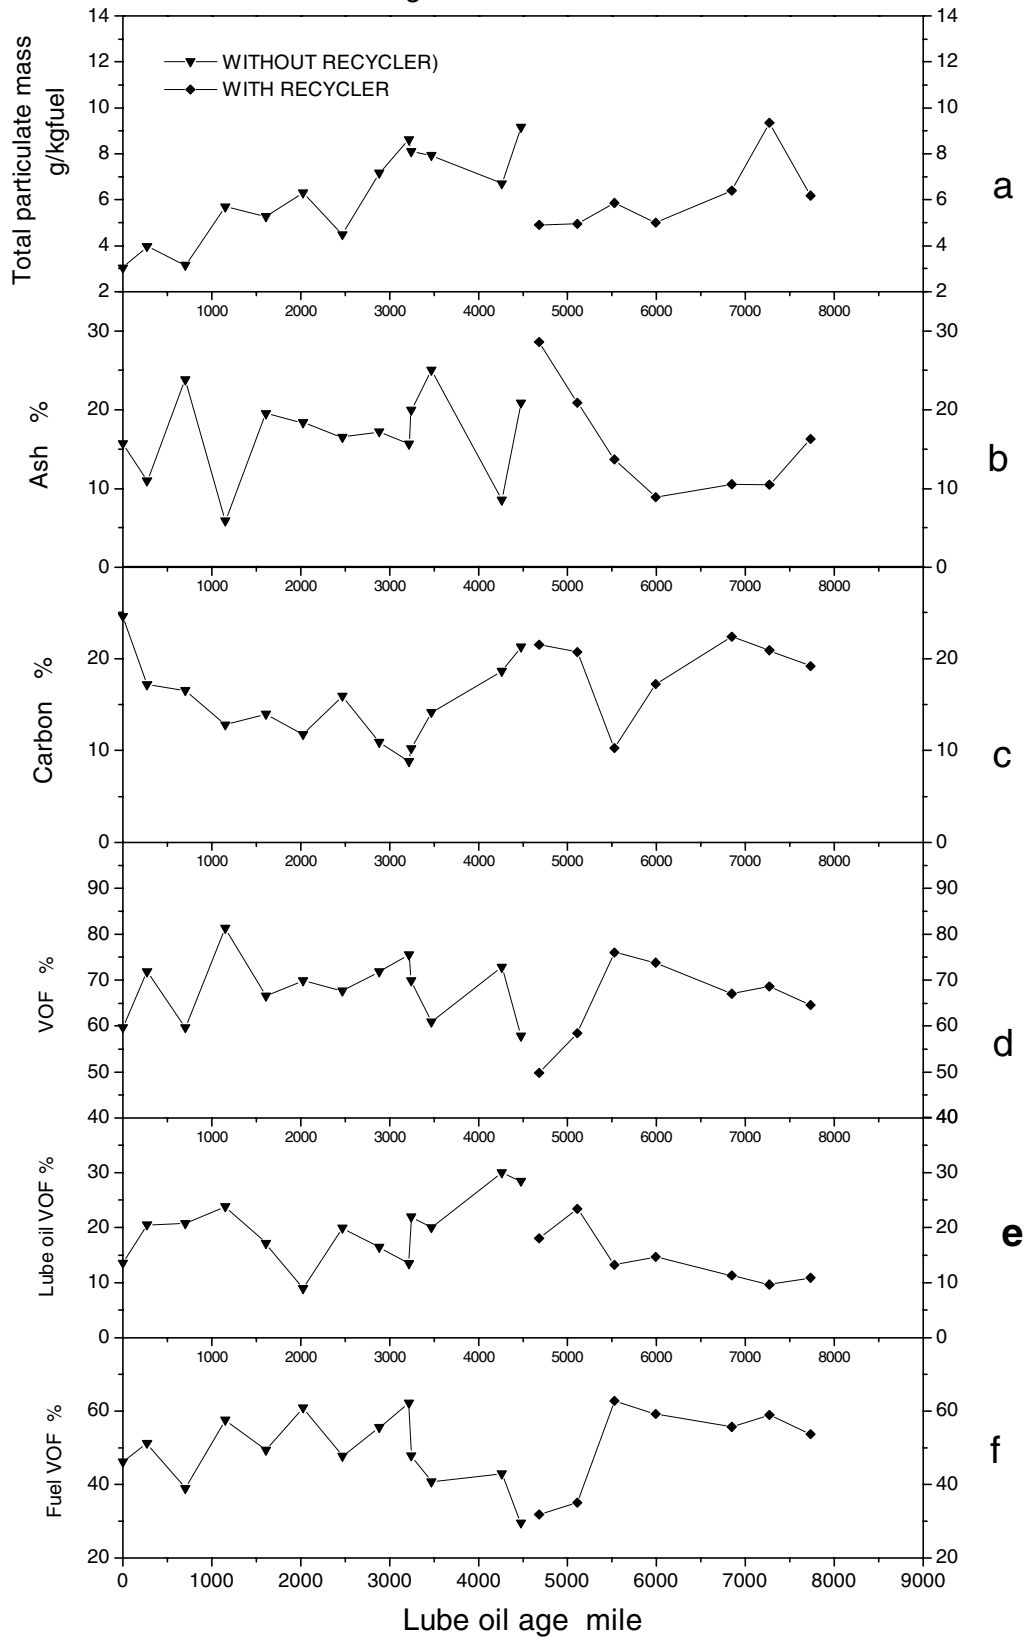 g
14 14
WITHOUT RECYCLER)
WITH RECYCLER
12 12
10 10
8 8
6 6
4 4
2 2
Total particulate mass
g/kgfuel
a
1000 2000 3000 4000 5000 6000 7000 8000
30 30
20 20
10 10
0 0
Ash %
b
1000 2000 3000 4000 5000 6000 7000 8000
20 20
10 10
0 0
Carbon %
c
1000 2000 3000 4000 5000 6000 7000 8000
90 90
80 80
70 70
60 60
50 50
40 40
VOF %
d
1000 2000 3000 4000 5000 6000 7000 8000
30 30
20 20
10 10
0 0
Lube oil VOF %
e
1000 2000 3000 4000 5000 6000 7000 8000
60 60
40 40
20 20
Fuel VOF %
f
0 1000 2000 3000 4000 5000 6000 7000 8000 9000
Lube oil age mile